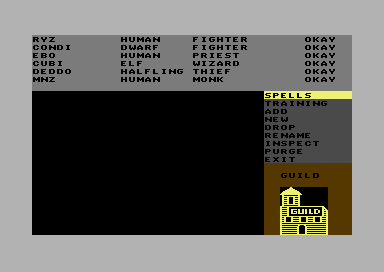 RYZ HUMAN FIGHTER OKAY
CONDI DWARF FIGHTER OKAY
EBO HUMAN PRIEST OKAY
CUBI ELF WIZARD OKAY
DEDDO HALFLING THIEF OKAY
MNZ HUMAN MONK OKAY
SPELLS
TRAINING
ADD
NEW
DROP
RENAME
INSPECT
PURGE
EXIT
GUILD
GUILD